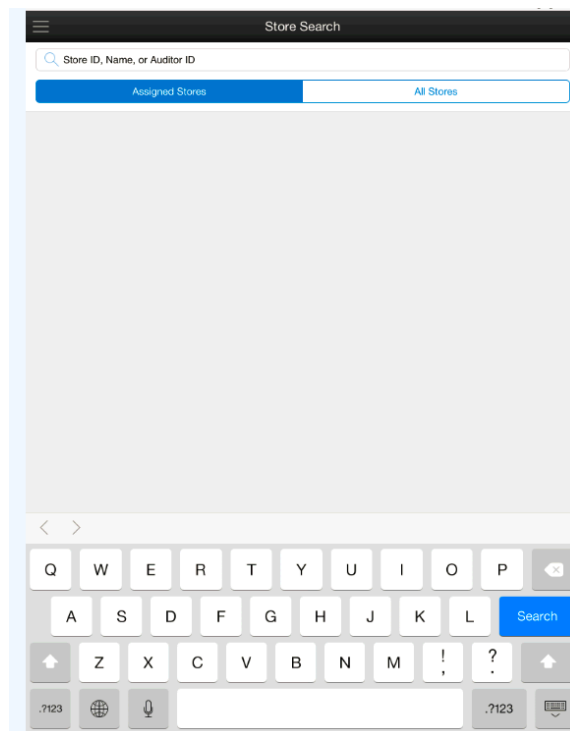 Store Search
Store ID, Name, or Auditor ID
Assigned Stores All Stores
Q W E R T Y U I O P
A S D F G H J K L Search
Z X C V B N M ! , ? .
.?123 .?123